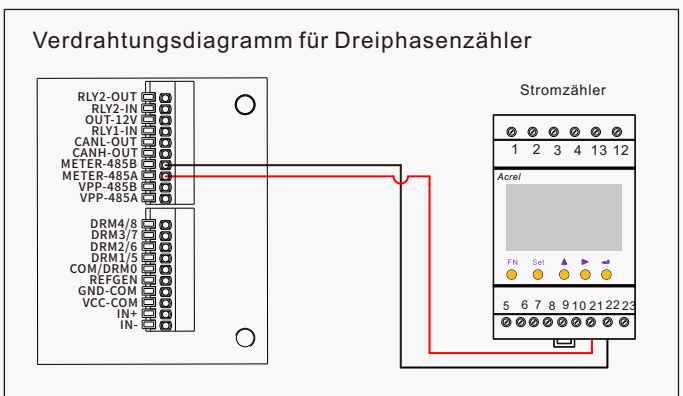 Verdrahtungsdiagramm für Dreiphasenzähler
RLY2-OUT
RLY2-IN
OUT-12V
RLY1-IN
CANL-OUT
CANH-OUT
METER-485B
METER-485A
VPP-485B
VPP-485A
DRM4/8
DRM3/7
DRM2/6
DRM1/5
COM/DRM0
REFGEN
GND-COM
VCC-COM
IN+
IN-
Stromzähler
1 2 3 4 13 12
Acrel
FN Set
5 6 7 8 9 10 21 22 23